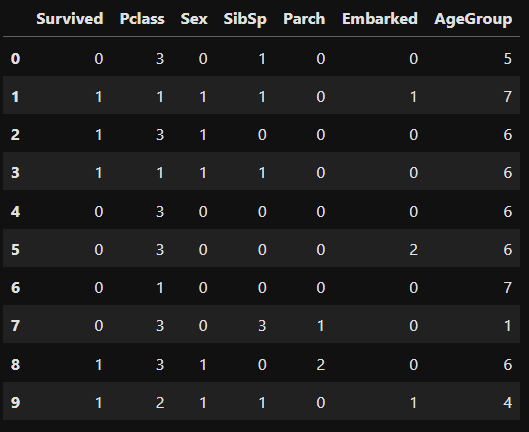 Survived Pclass Sex SibSp Parch Embarked AgeGroup
0 0 3 0 1 0 0 5
1 1 1 1 1 0 1 7
2 1 3 1 0 0 0 6
3 1 1 1 1 0 0 6
4 0 3 0 0 0 0 6
5 0 3 0 0 0 2 6
6 0 1 0 0 0 0 7
7 0 3 0 3 1 0 1
8 1 3 1 0 2 0 6
9 1 2 1 1 0 1 4